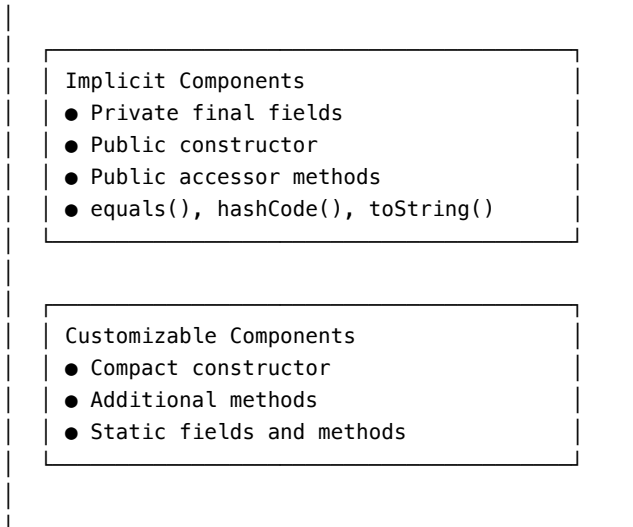 Implicit Components
● Private final fields
● Public constructor
● Public accessor methods
● equals(), hashCode(), toString()
Customizable Components
● Compact constructor
● Additional methods
● Static fields and methods